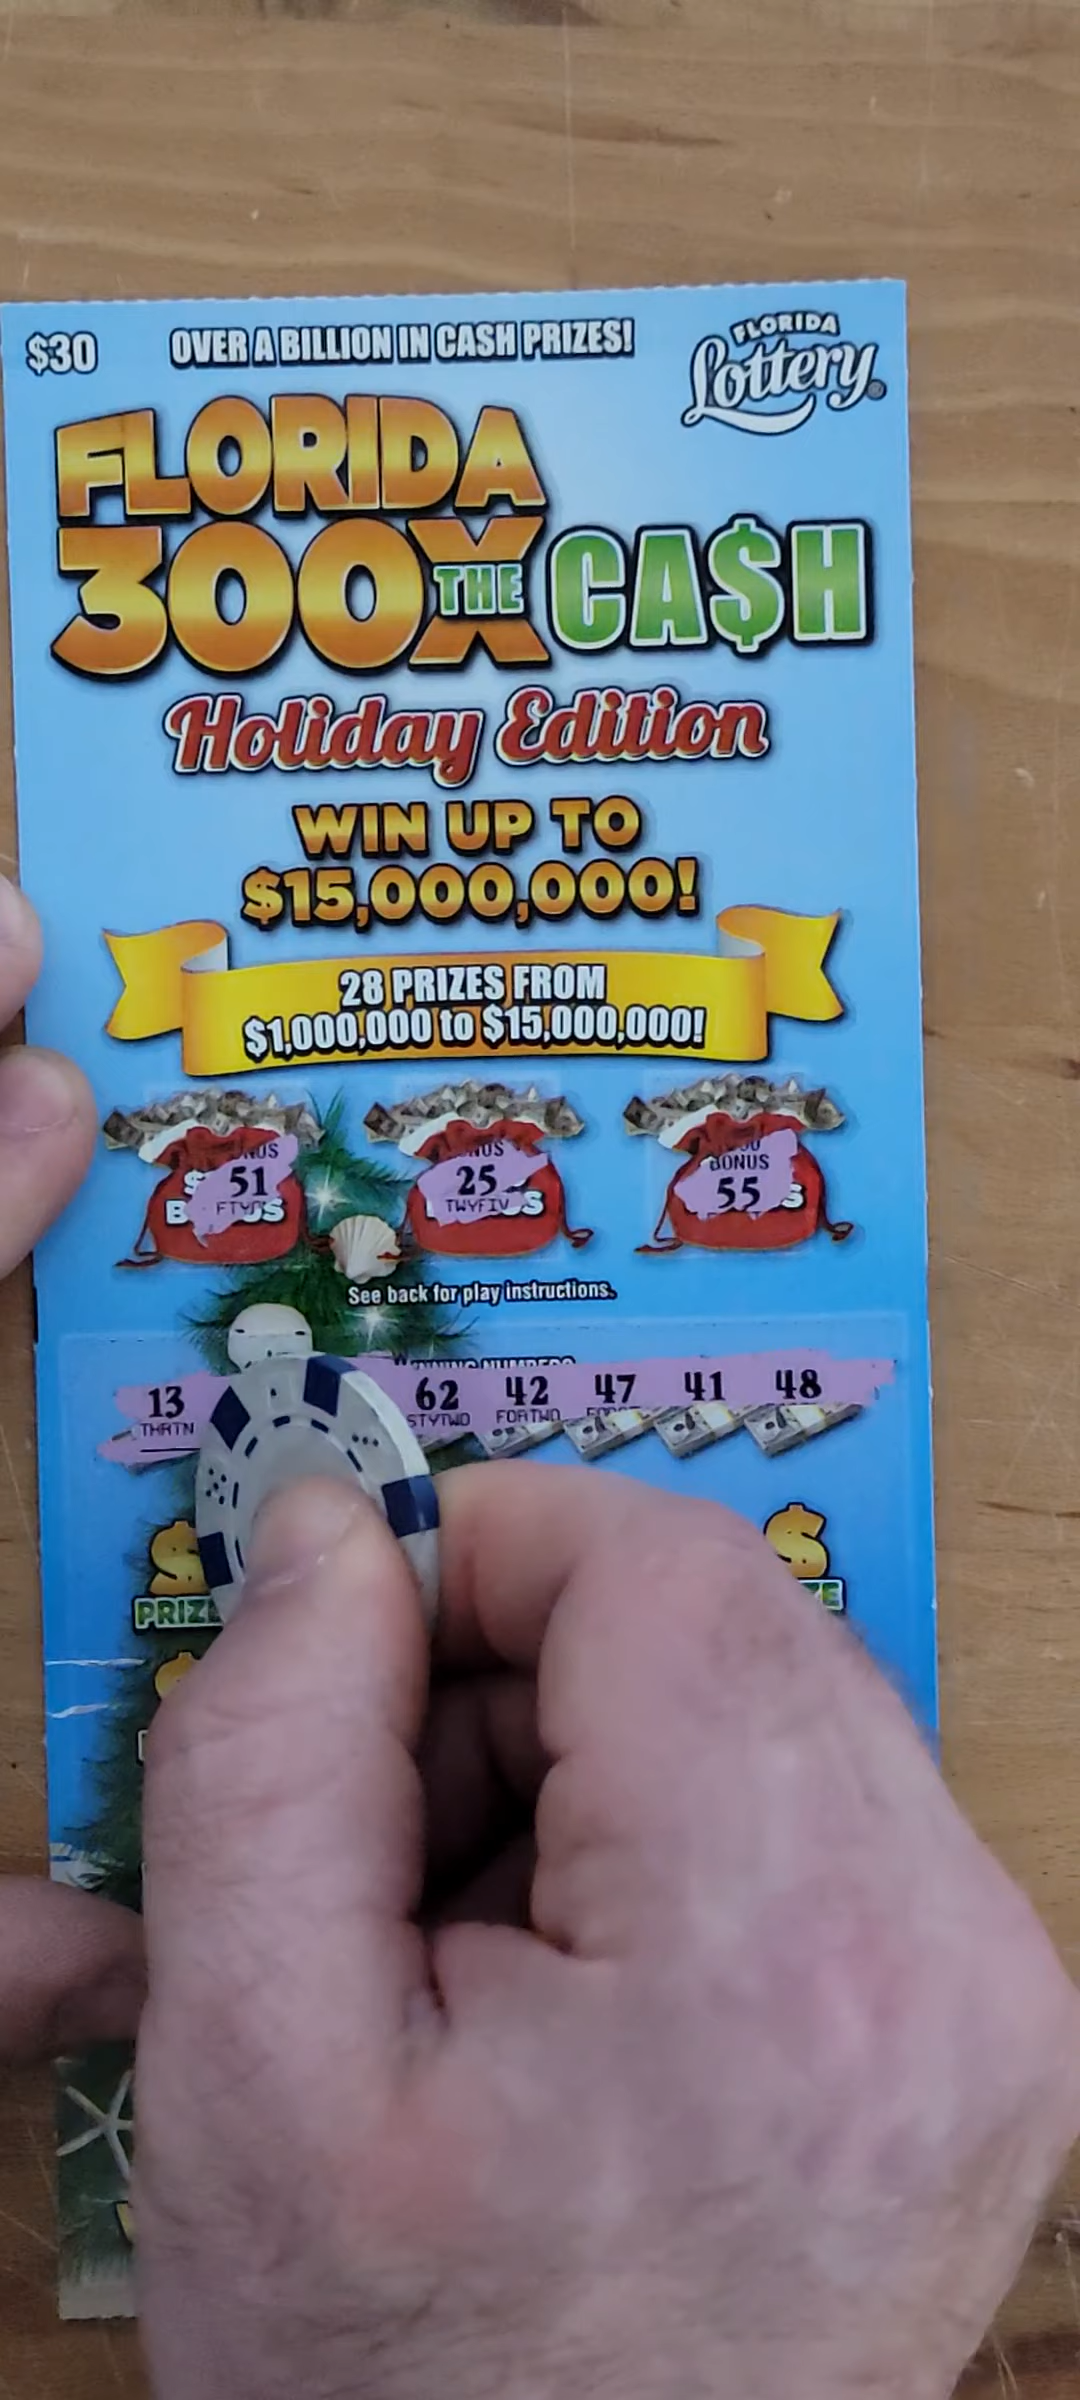 $30
OVER A BILLION IN CASH PRIZES!
FLORIDA
Lottery
FLORIDA
300X THE CA$H
Holiday Edition
WIN UP TO
$15,000,000!
28 PRIZES FROM
$1,000,000 to $15,000,000!
BONUS
51 25 55
TWYFIV
See back for play instructions.
WINNING NUMBERS
13 62 42 47 41 48
THRTN STYTWO FORTWO
$ $
PRIZE